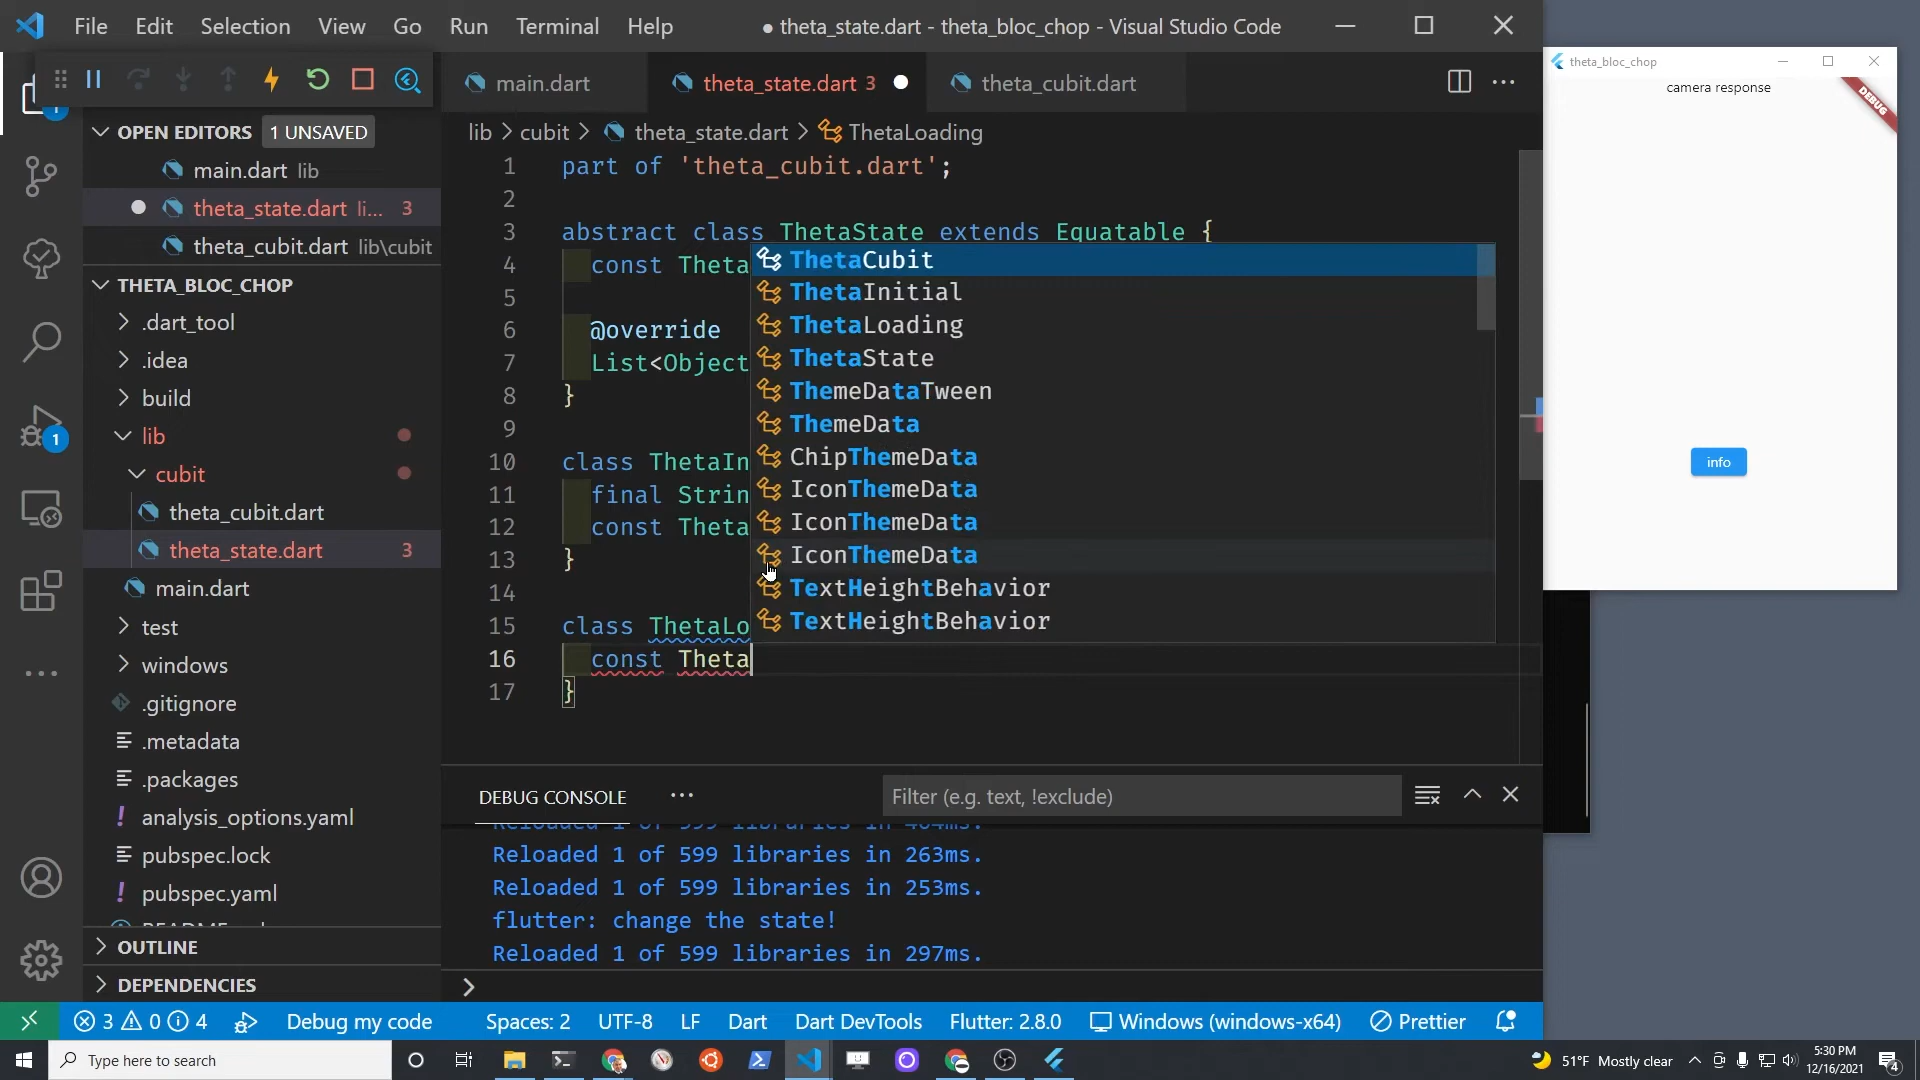 File Edit Selection View Go Run Terminal Help
● theta_state.dart - theta_bloc_chop - Visual Studio Code
main.dart
theta_state.dart 3
theta_cubit.dart
lib > cubit > theta_state.dart > ThetaLoading
OPEN EDITORS 1 UNSAVED
main.dart lib
theta_state.dart li... 3
theta_cubit.dart lib\cubit
THETA_BLOC_CHOP
.dart_tool
.idea
build
lib
cubit
theta_cubit.dart
theta_state.dart 3
main.dart
test
windows
.gitignore
.metadata
.packages
analysis_options.yaml
pubspec.lock
pubspec.yaml
OUTLINE
DEPENDENCIES
1
1
1 part of 'theta_cubit.dart';
2
3 abstract class ThetaState extends Equatable {
4 const Theta
5
6 @override
7 List<Object
8 }
9
10 class ThetaIn
11 final Strin
12 const Theta
13 }
14
15 class ThetaLo
16 const Theta
17 }
ThetaCubit
ThetaInitial
ThetaLoading
ThetaState
ThemeDataTween
ThemeData
ChipThemeData
IconThemeData
IconThemeData
IconThemeData
TextHeightBehavior
TextHeightBehavior
DEBUG CONSOLE
Filter (e.g. text, !exclude)
Reloaded 1 of 599 libraries in 263ms.
Reloaded 1 of 599 libraries in 253ms.
flutter: change the state!
Reloaded 1 of 599 libraries in 297ms.
3 0 4 Debug my code Spaces: 2 UTF-8 LF Dart Dart DevTools Flutter: 2.8.0 Windows (windows-x64) Prettier
theta_bloc_chop
camera response
DEBUG
info
Type here to search
51°F Mostly clear
5:30 PM
12/16/2021
4